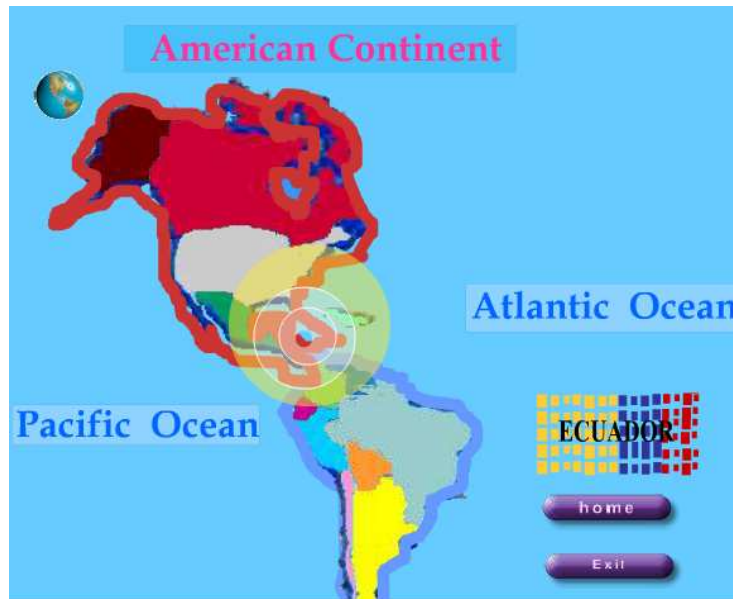 American Continent
Atlantic Ocean
Pacific Ocean
ECUADOR
home
Exit